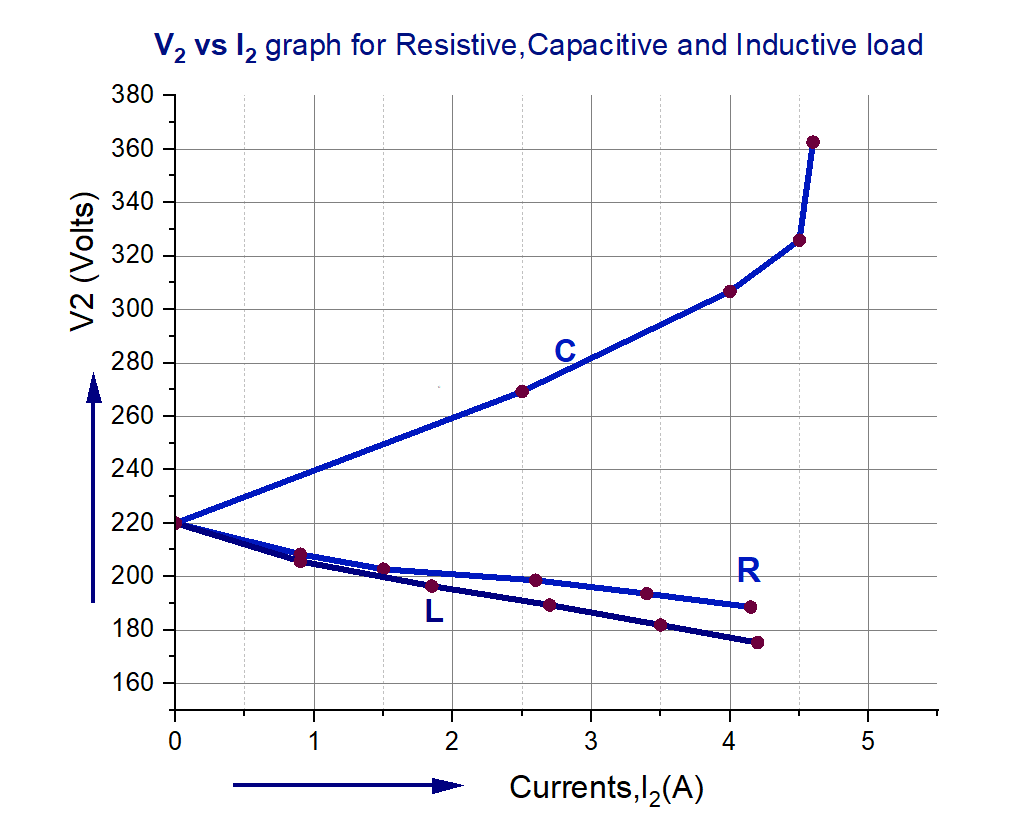 V₂ vs I₂ graph for Resistive,Capacitive and Inductive load
380
360
340
320
300
280
260
240
220
200
180
160
V2 (Volts)
C
R
L
0 1 2 3 4 5
Currents,I₂(A)